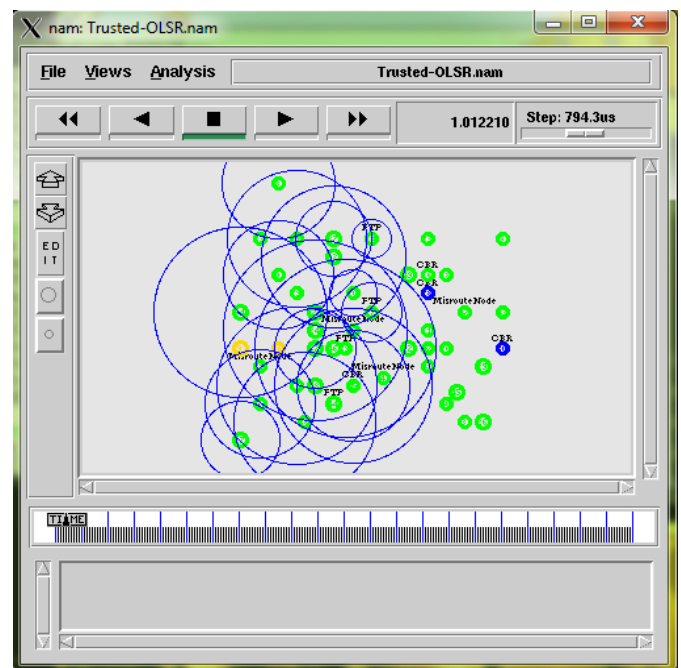 nam: Trusted-OLSR.nam
File Views Analysis Trusted-OLSR.nam
1.012210 Step: 794.3us
ED
IT
FTP
CBR
CBR
FTP MisrouteNode
MisrouteNode
FTP CBR
MisrouteNode
MisrouteNode
CBR
FTP
TIME